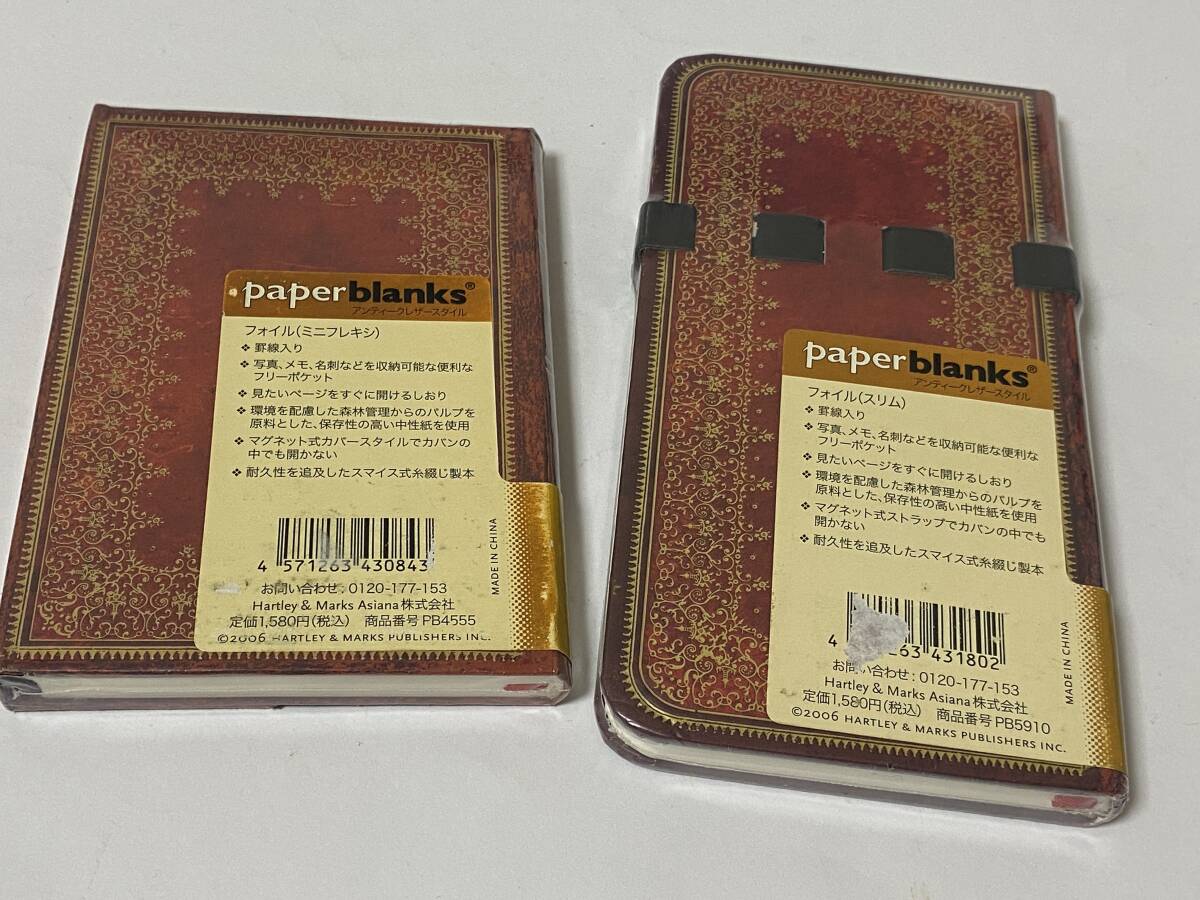 paperblanks®
アンティークレザースタイル
フォイル(ミニフレキシ)
❖ 罫線入り
❖ 写真、メモ、名刺などを収納可能な便利な
フリーポケット
❖ 見たいページをすぐに開けるしおり
❖ 環境を配慮した森林管理からのパルプを
原料とした、保存性の高い中性紙を使用
❖ マグネット式カバースタイルでカバンの
中でも開かない
❖ 耐久性を追及したスマイス式糸綴じ製本
4 571263 430843
MADE IN CHINA
お問い合わせ : 0120-177-153
Hartley & Marks Asiana株式会社
定価1,580円(税込) 商品番号 PB4555
©2006 HARTLEY & MARKS PUBLISHERS INC.
paperblanks®
アンティークレザースタイル
フォイル(スリム)
❖ 罫線入り
❖ 写真、メモ、名刺などを収納可能な便利な
フリーポケット
❖ 見たいページをすぐに開けるしおり
❖ 環境を配慮した森林管理からのパルプを
原料とした、保存性の高い中性紙を使用
❖ マグネット式ストラップでカバンの中でも
開かない
❖ 耐久性を追及したスマイス式糸綴じ製本
4 263 431802
MADE IN CHINA
お問い合わせ : 0120-177-153
Hartley & Marks Asiana株式会社
定価1,580円(税込) 商品番号 PB5910
©2006 HARTLEY & MARKS PUBLISHERS INC.